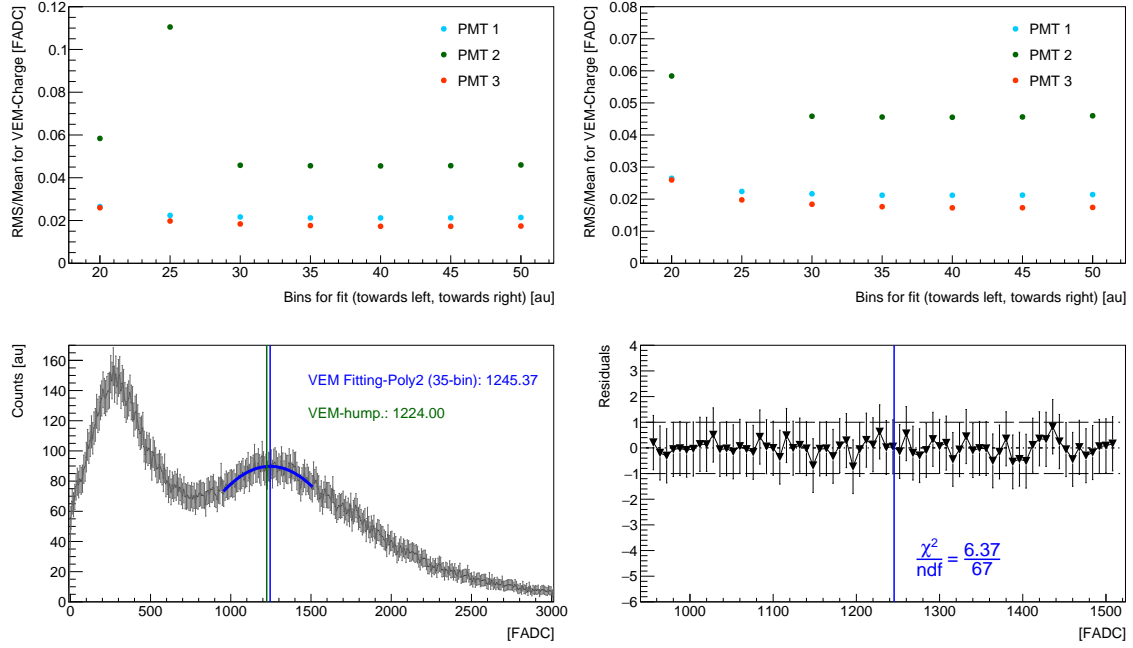 RMS/Mean for VEM-Charge [FADC]
0.12
0.1
0.08
0.06
0.04
0.02
0
PMT 1
PMT 2
PMT 3
20 25 30 35 40 45 50
Bins for fit (towards left, towards right) [au]
RMS/Mean for VEM-Charge [FADC]
0.08
0.07
0.06
0.05
0.04
0.03
0.02
0.01
0.00
PMT 1
PMT 2
PMT 3
20 25 30 35 40 45 50
Bins for fit (towards left, towards right) [au]
Counts [au]
160
140
120
100
80
60
40
20
0
VEM Fitting-Poly2 (35-bin): 1245.37
VEM-hump.: 1224.00
0 500 1000 1500 2000 2500 3000
[FADC]
Residuals
4
3
2
1
0
−1
−2
−3
−4
−5
−6
χ² = 6.37
ndf 67
1000 1100 1200 1300 1400 1500
[FADC]